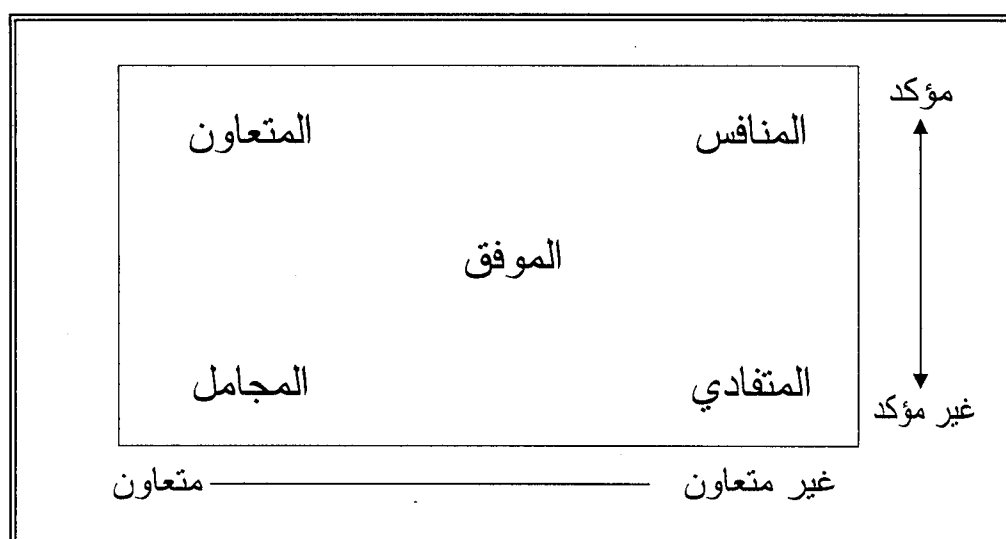 مؤكد
المنافس المتعاون
الموفق
المتفادي المجامل
غير مؤكد
غير متعاون متعاون